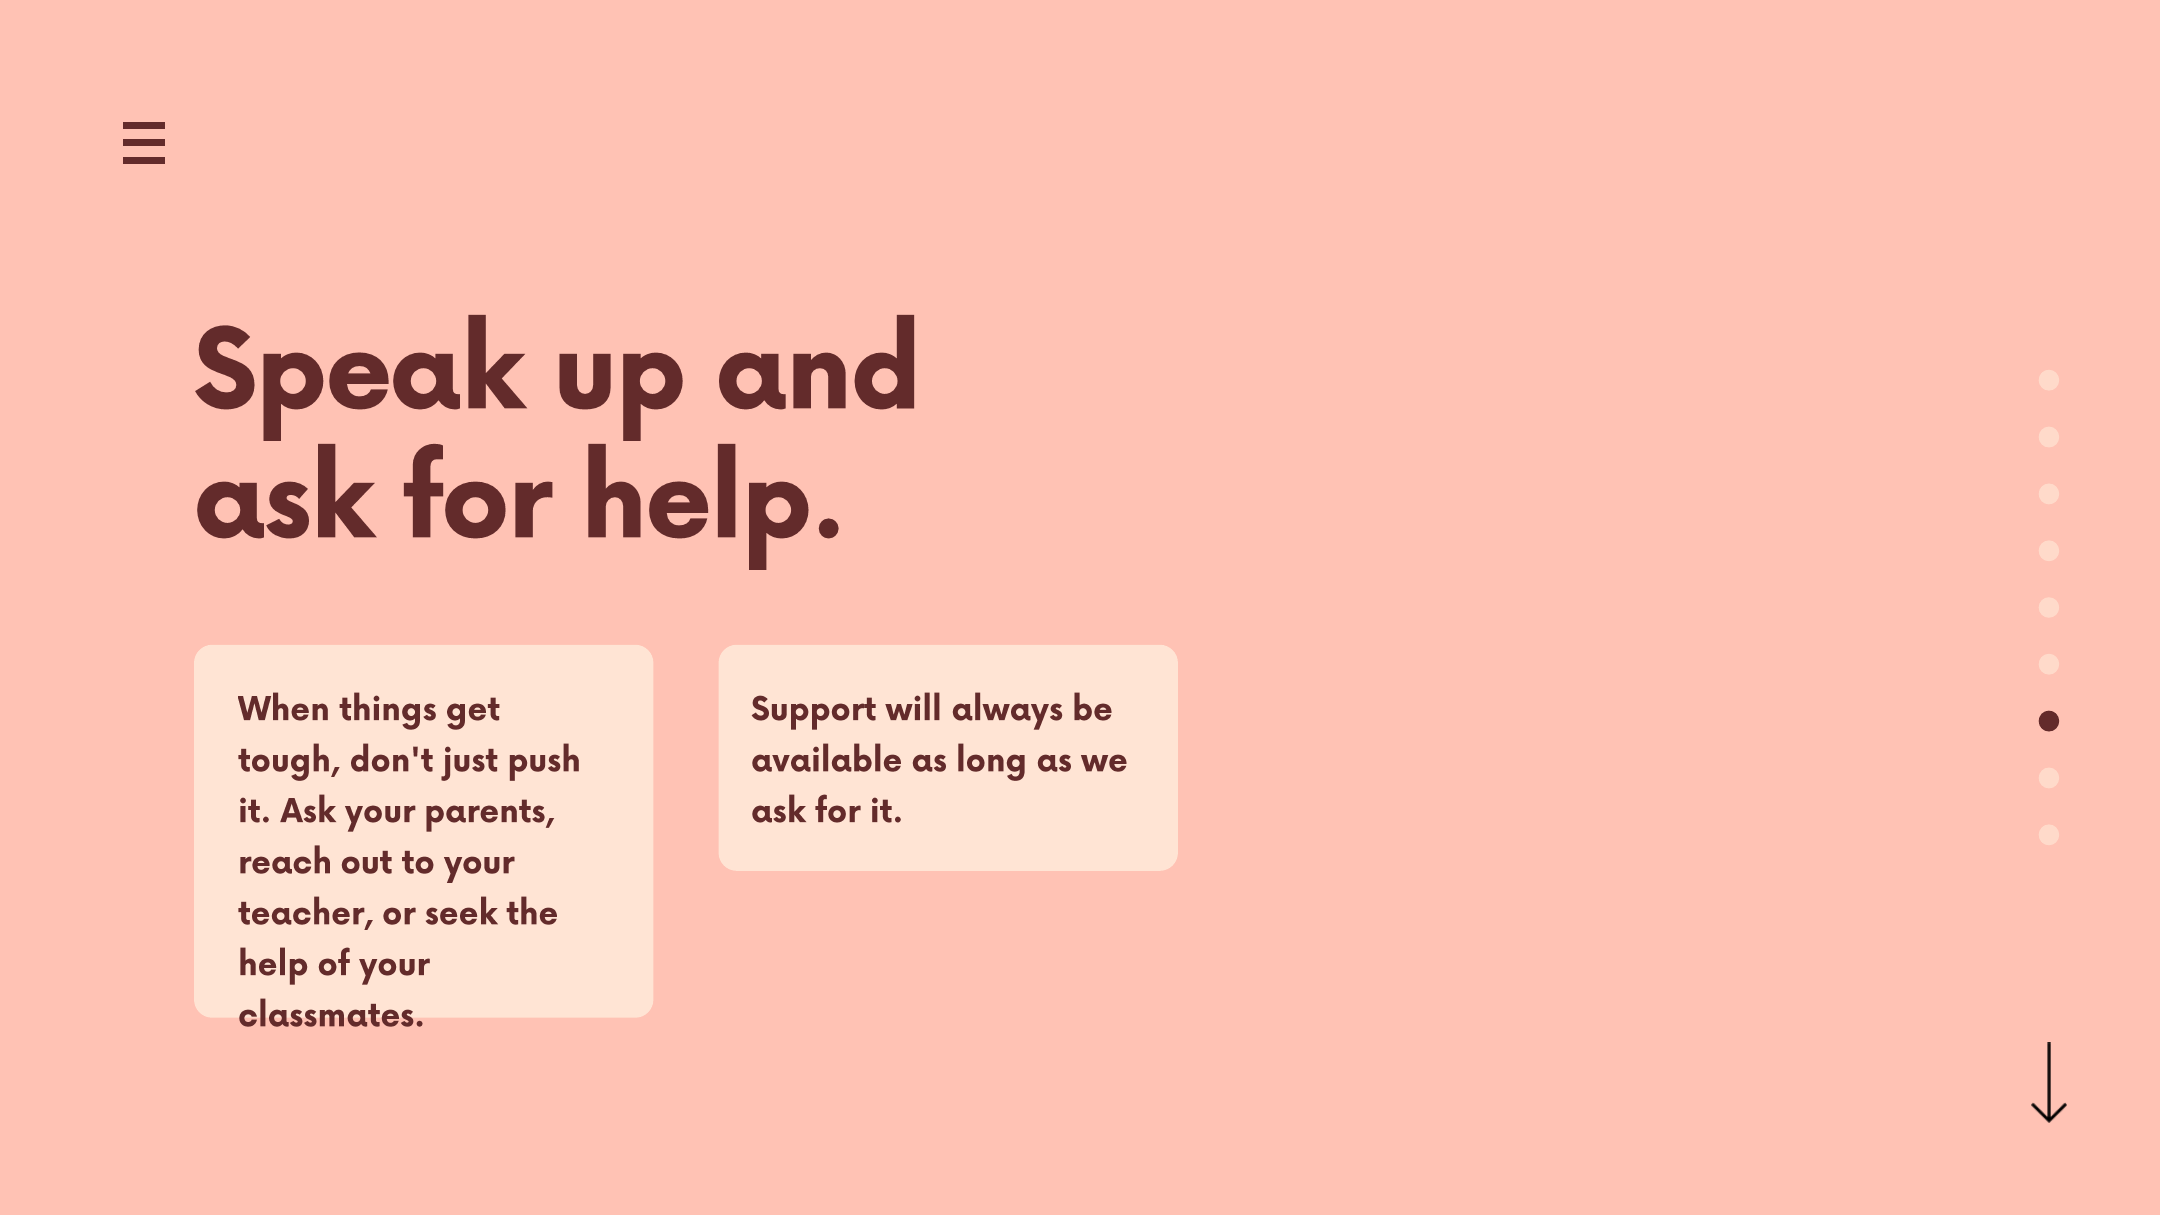 Speak up and
ask for help.
When things get
tough, don't just push
it. Ask your parents,
reach out to your
teacher, or seek the
help of your
classmates.
Support will always be
available as long as we
ask for it.